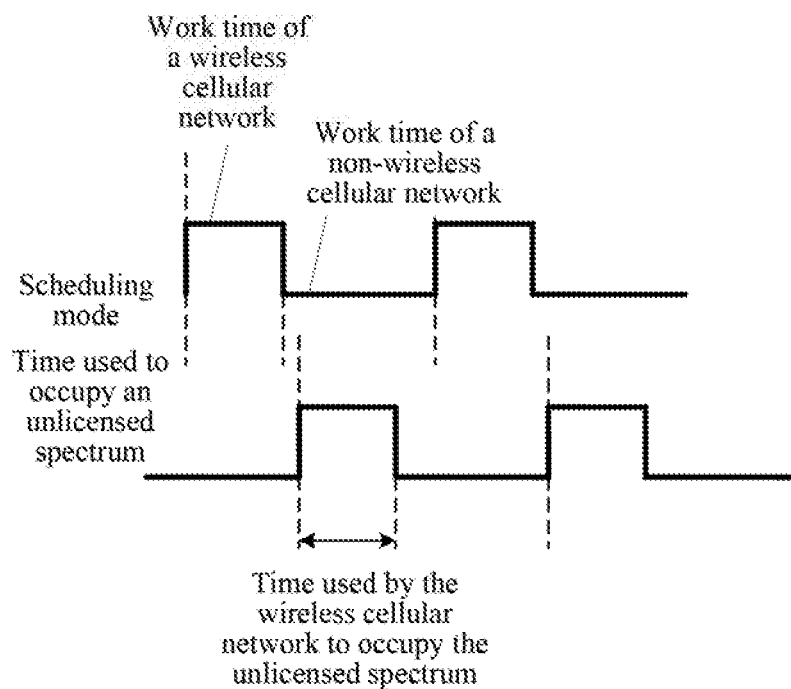 Work time of
a wireless
cellular
network
Work time of a
non-wireless
cellular network
Scheduling
mode
Time used to
occupy an
unlicensed
spectrum
Time used by the
wireless cellular
network to occupy the
unlicensed spectrum